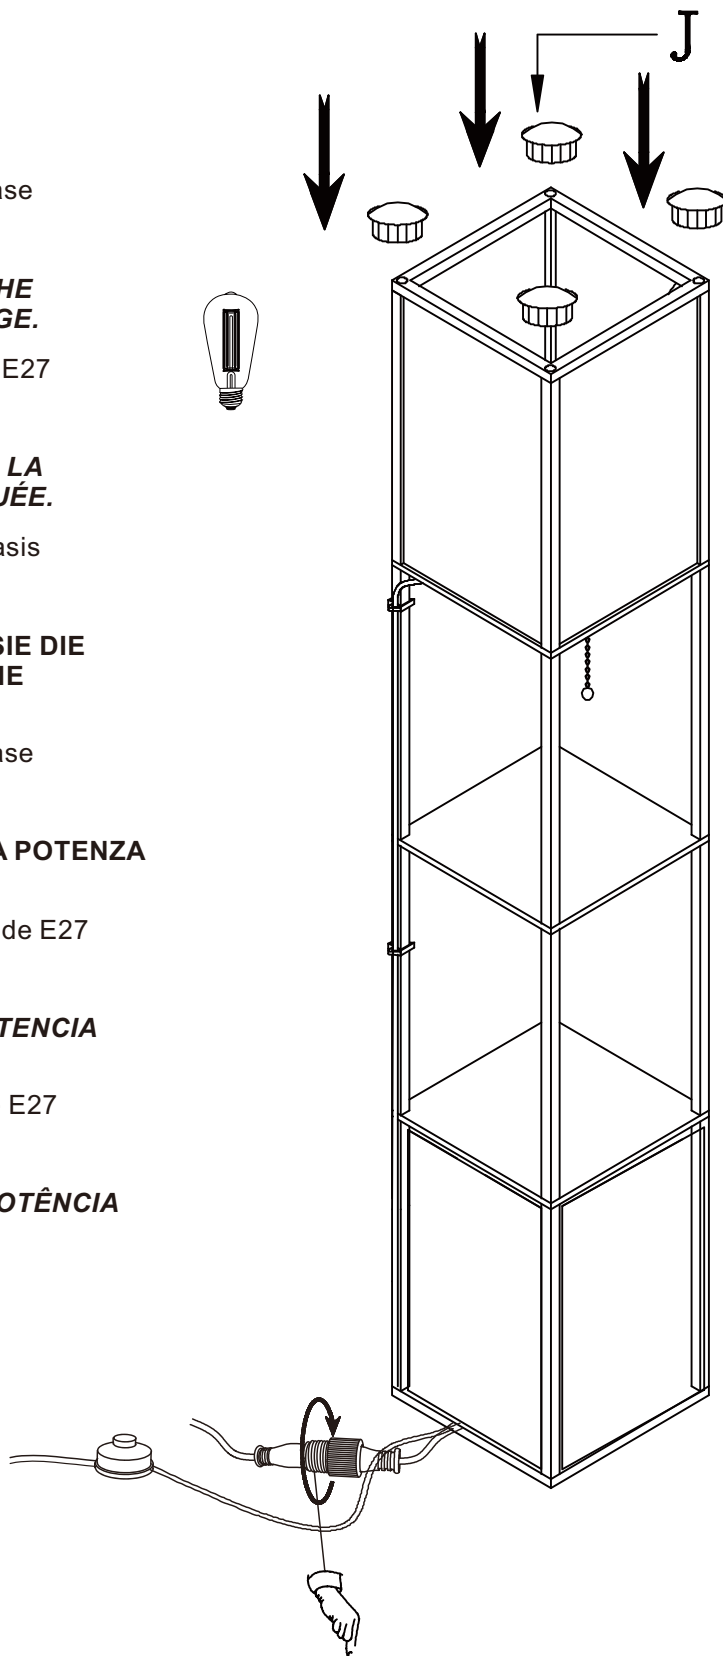 J
ase
HE
GE.
E27
LA
UÉE.
asis
SIE DIE
IE
ase
A POTENZA
de E27
TENCIA
E27
OTÊNCIA